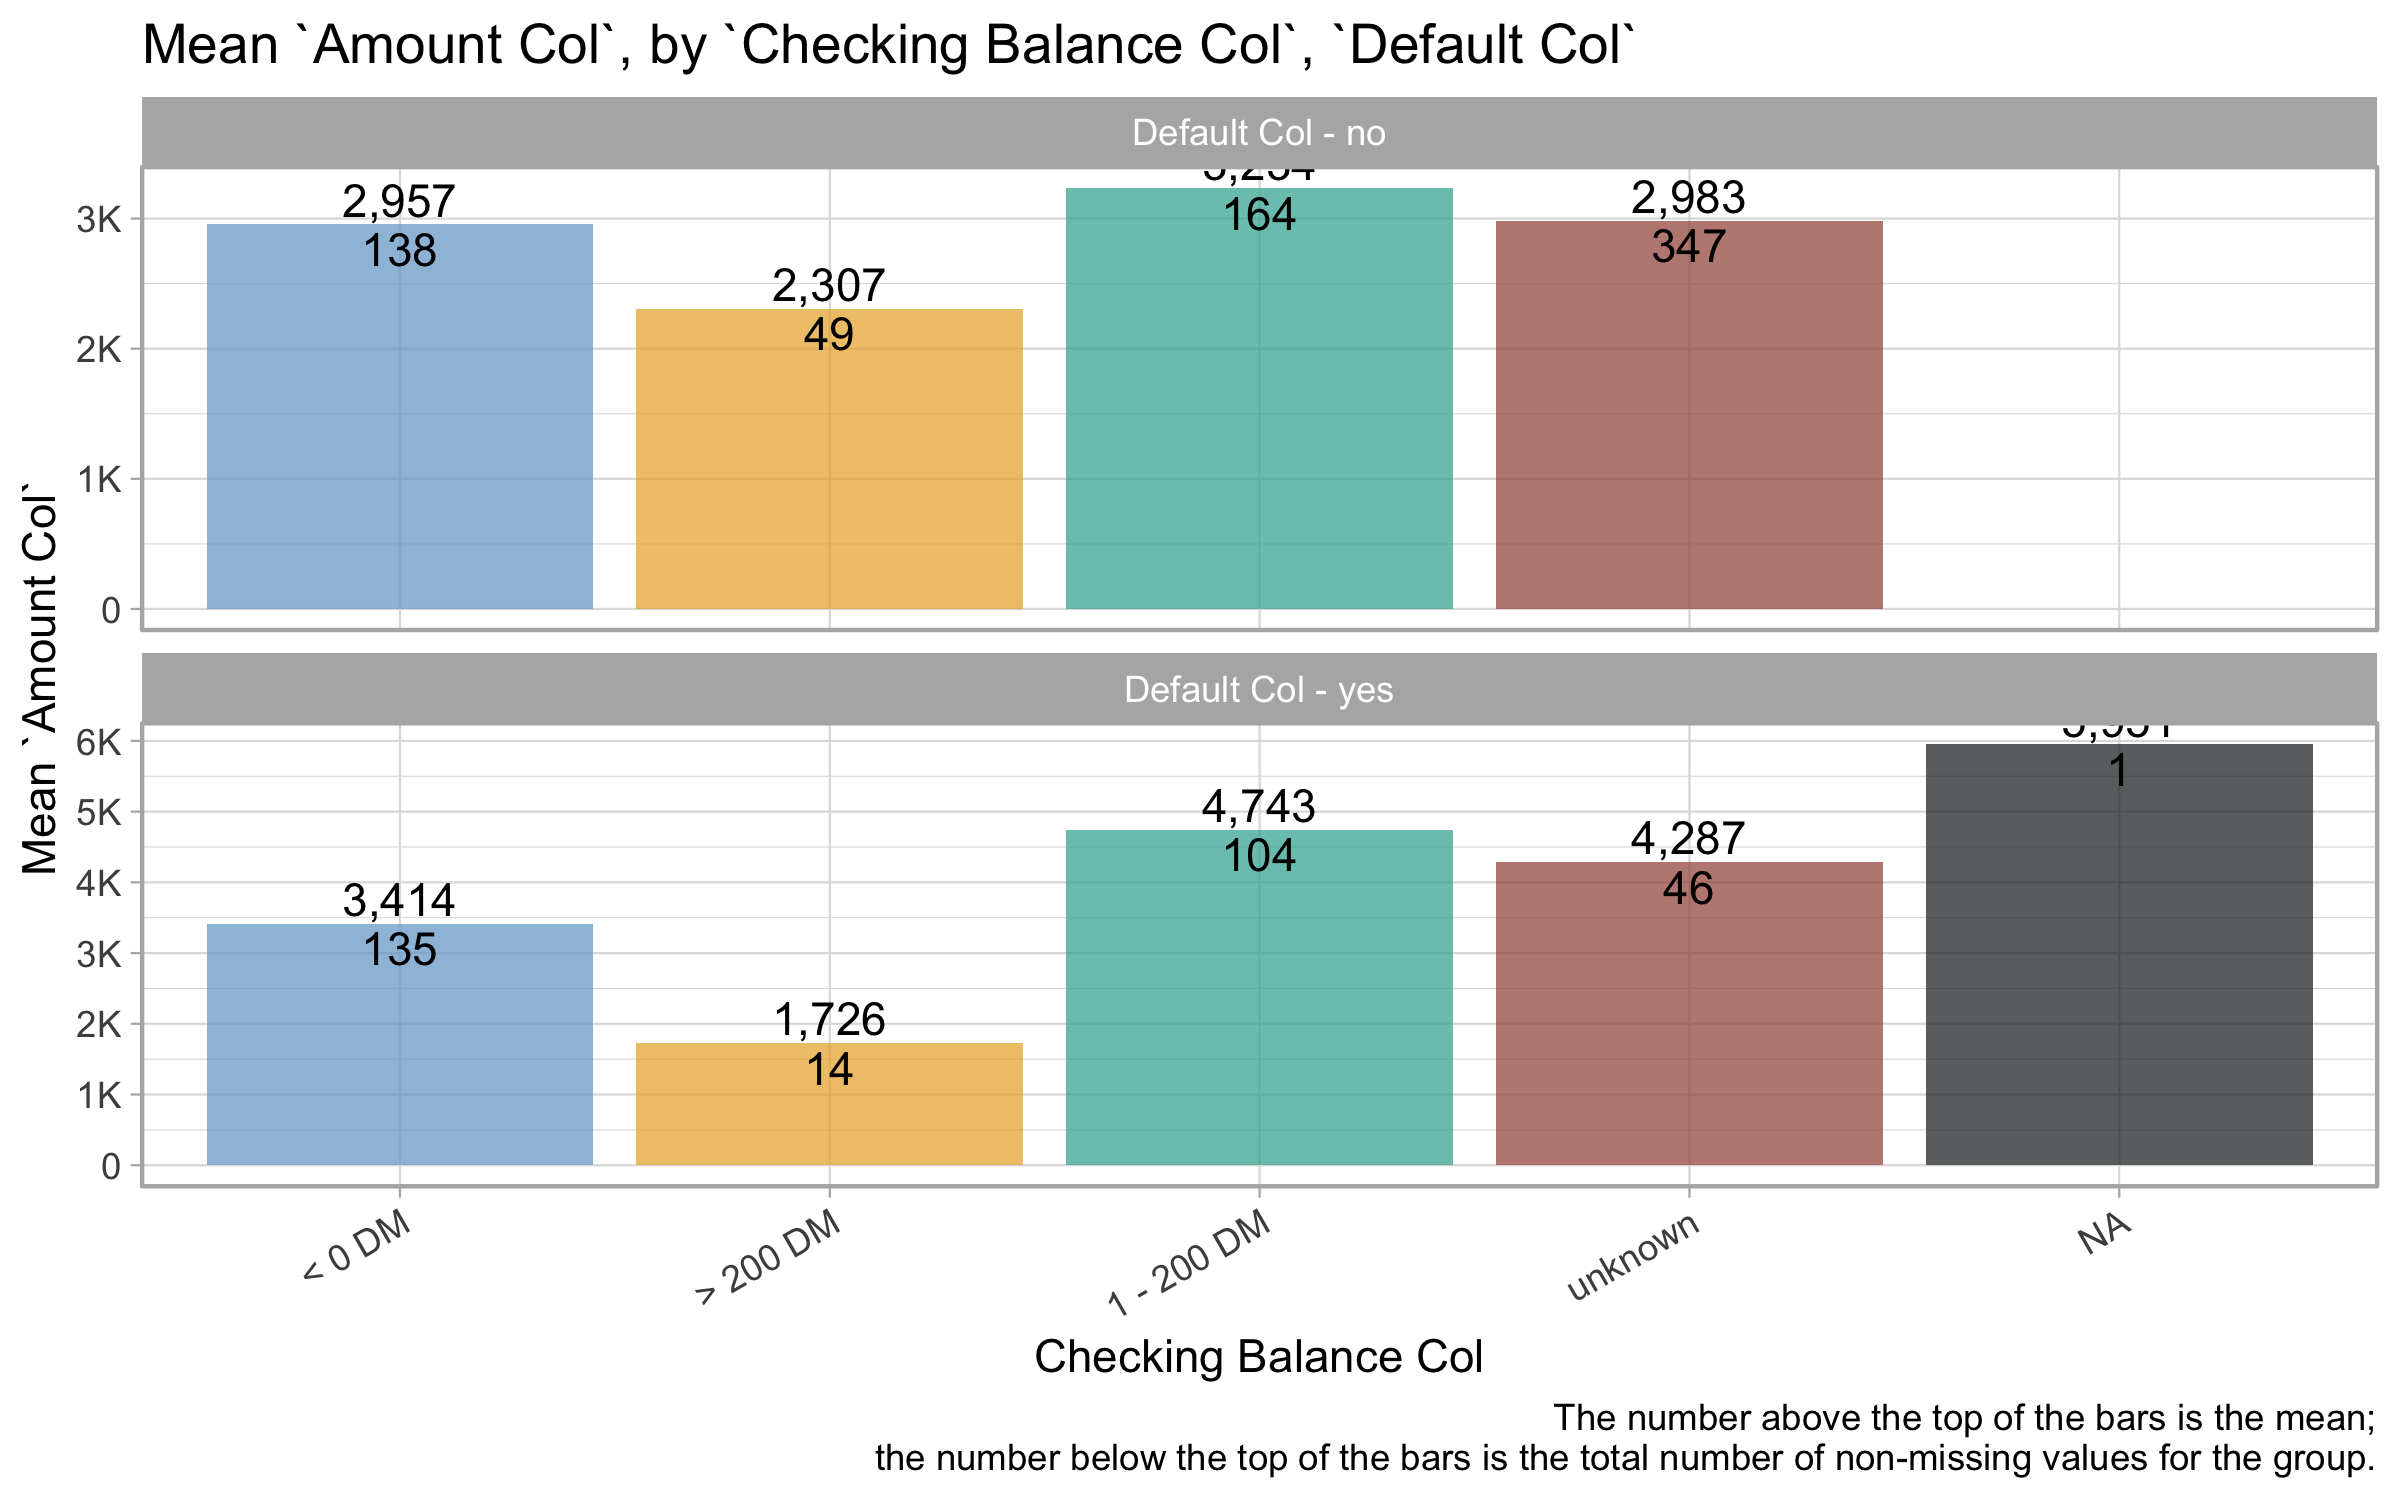 Mean `Amount Col`, by `Checking Balance Col`, `Default Col`
Mean `Amount Col`
Default Col - no
3K
2K
1K
0
2,957
138
2,307
49
164
2,983
347
Default Col - yes
6K
5K
4K
3K
2K
1K
0
3,414
135
1,726
14
4,743
104
4,287
46
1
< 0 DM
> 200 DM
1 - 200 DM
unknown
NA
Checking Balance Col
The number above the top of the bars is the mean;
the number below the top of the bars is the total number of non-missing values for the group.